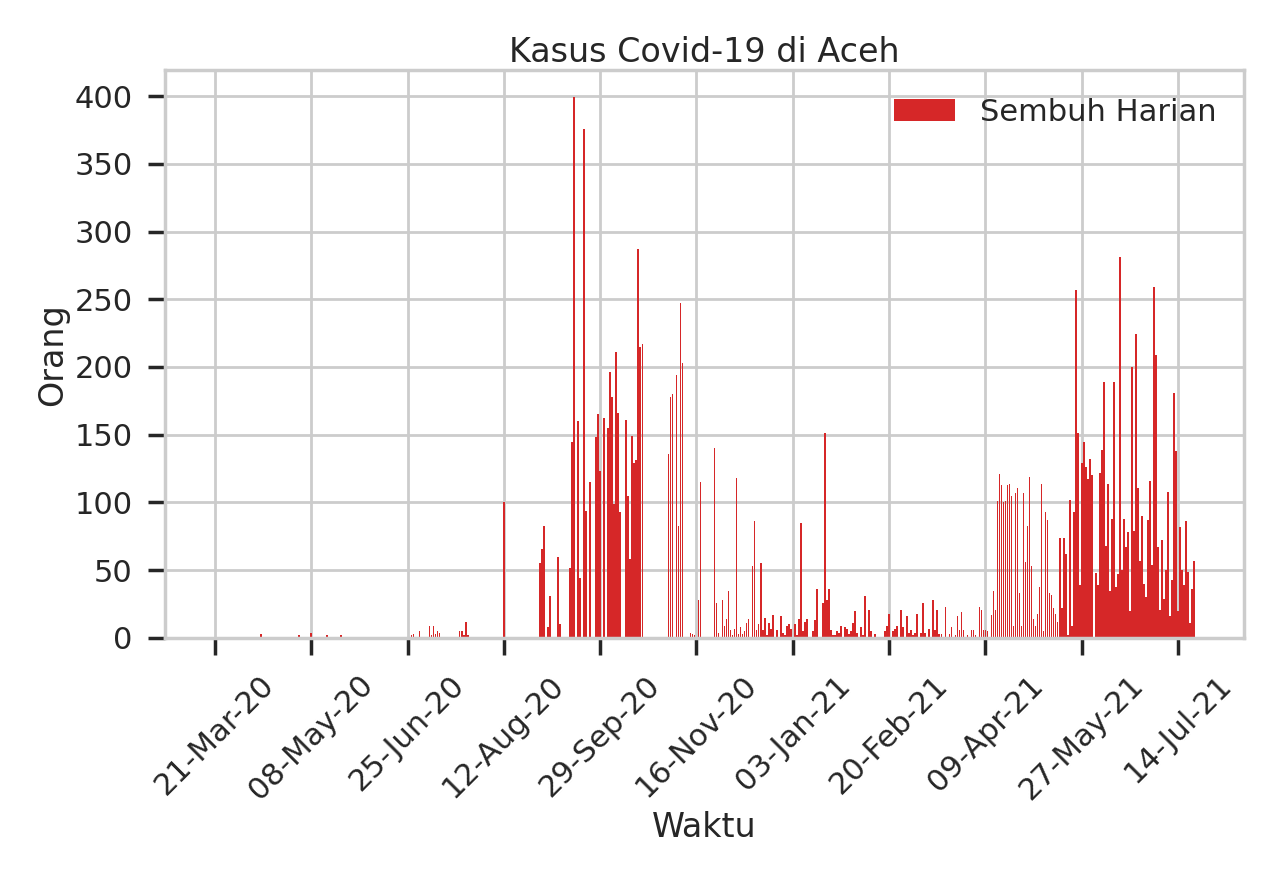 Kasus Covid-19 di Aceh
Sembuh Harian
Orang
400
350
300
250
200
150
100
50
0
21-Mar-20
08-May-20
25-Jun-20
12-Aug-20
29-Sep-20
16-Nov-20
03-Jan-21
20-Feb-21
09-Apr-21
27-May-21
14-Jul-21
Waktu